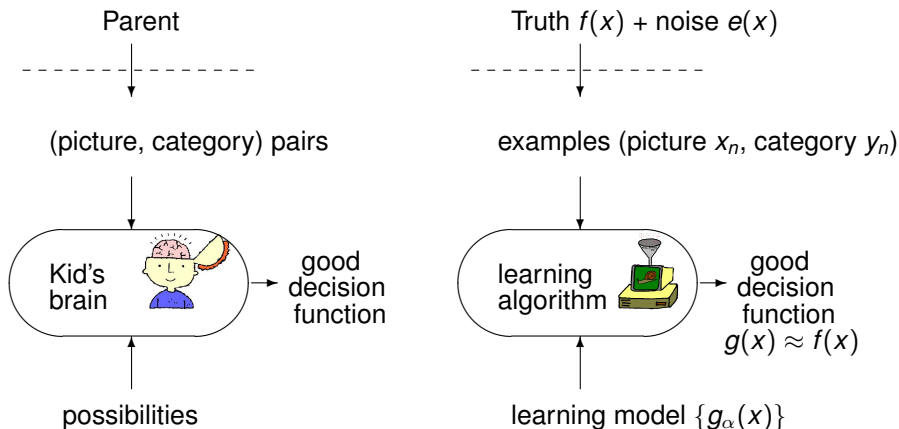 Parent
(picture, category) pairs
Kid's
brain
good
decision
function
possibilities
Truth f(x) + noise e(x)
examples (picture xₙ, category yₙ)
learning
algorithm
good
decision
function
g(x) ≈ f(x)
learning model {g_α(x)}